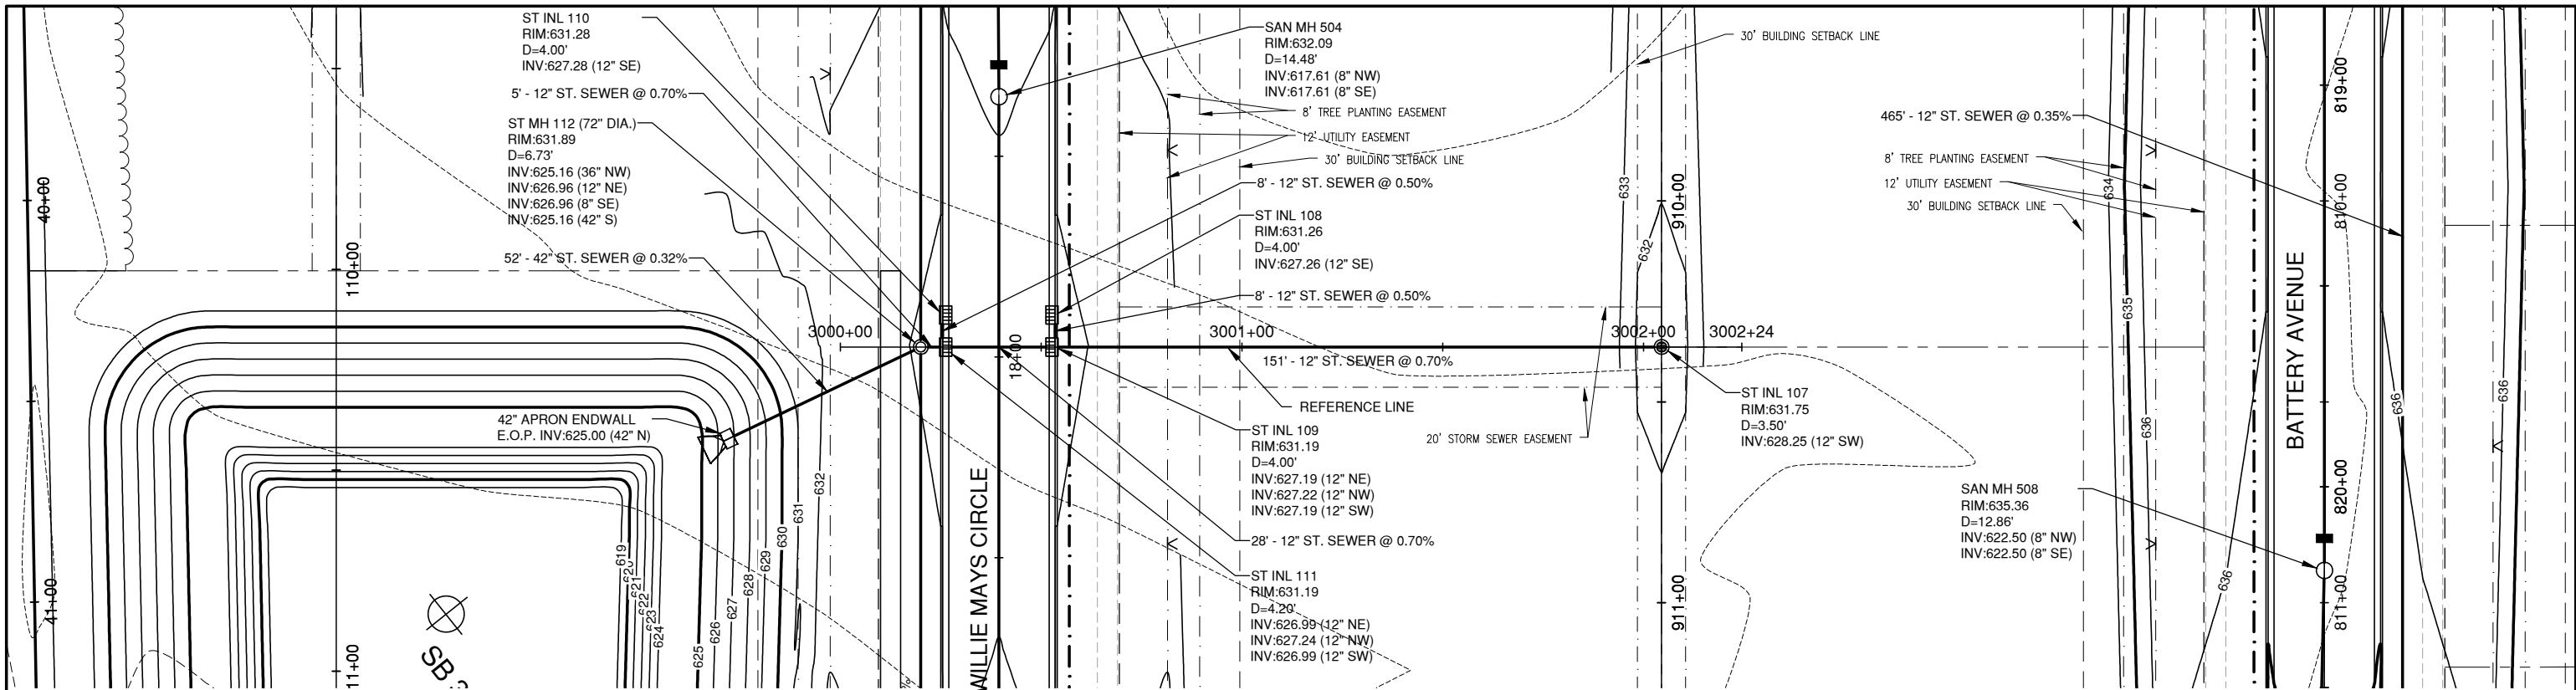 ST INL 110
RIM:631.28
D=4.00'
INV:627.28 (12" SE)
5' - 12" ST. SEWER @ 0.70%
ST MH 112 (72" DIA.)
RIM:631.89
D=6.73'
INV:625.16 (36" NW)
INV:626.96 (12" NE)
INV:626.96 (8" SE)
INV:625.16 (42" S)
52' - 42" ST. SEWER @ 0.32%
40+00
110+00
41+00
111+00
42" APRON ENDWALL
E.O.P. INV:625.00 (42" N)
619
620
621
622
623
624
625
626
627
628
629
630
631
632
3000+00
WILLIE MAYS CIRCLE
18+00
SAN MH 504
RIM:632.09
D=14.48'
INV:617.61 (8" NW)
INV:617.61 (8" SE)
8' TREE PLANTING EASEMENT
12' UTILITY EASEMENT
30' BUILDING SETBACK LINE
8' - 12" ST. SEWER @ 0.50%
ST INL 108
RIM:631.26
D=4.00'
INV:627.26 (12" SE)
8' - 12" ST. SEWER @ 0.50%
3001+00
151' - 12" ST. SEWER @ 0.70%
REFERENCE LINE
ST INL 109
RIM:631.19
D=4.00'
INV:627.19 (12" NE)
INV:627.22 (12" NW)
INV:627.19 (12" SW)
28' - 12" ST. SEWER @ 0.70%
ST INL 111
RIM:631.19
D=4.20'
INV:626.99 (12" NE)
INV:627.24 (12" NW)
INV:626.99 (12" SW)
20' STORM SEWER EASEMENT
30' BUILDING SETBACK LINE
633
632
910+00
3002+00
3002+24
ST INL 107
RIM:631.75
D=3.50'
INV:628.25 (12" SW)
911+00
465' - 12" ST. SEWER @ 0.35%
8' TREE PLANTING EASEMENT
12' UTILITY EASEMENT
30' BUILDING SETBACK LINE
634
635
636
636
SAN MH 508
RIM:635.36
D=12.86'
INV:622.50 (8" NW)
INV:622.50 (8" SE)
BATTERY AVENUE
819+00
810+00
820+00
811+00
636
636